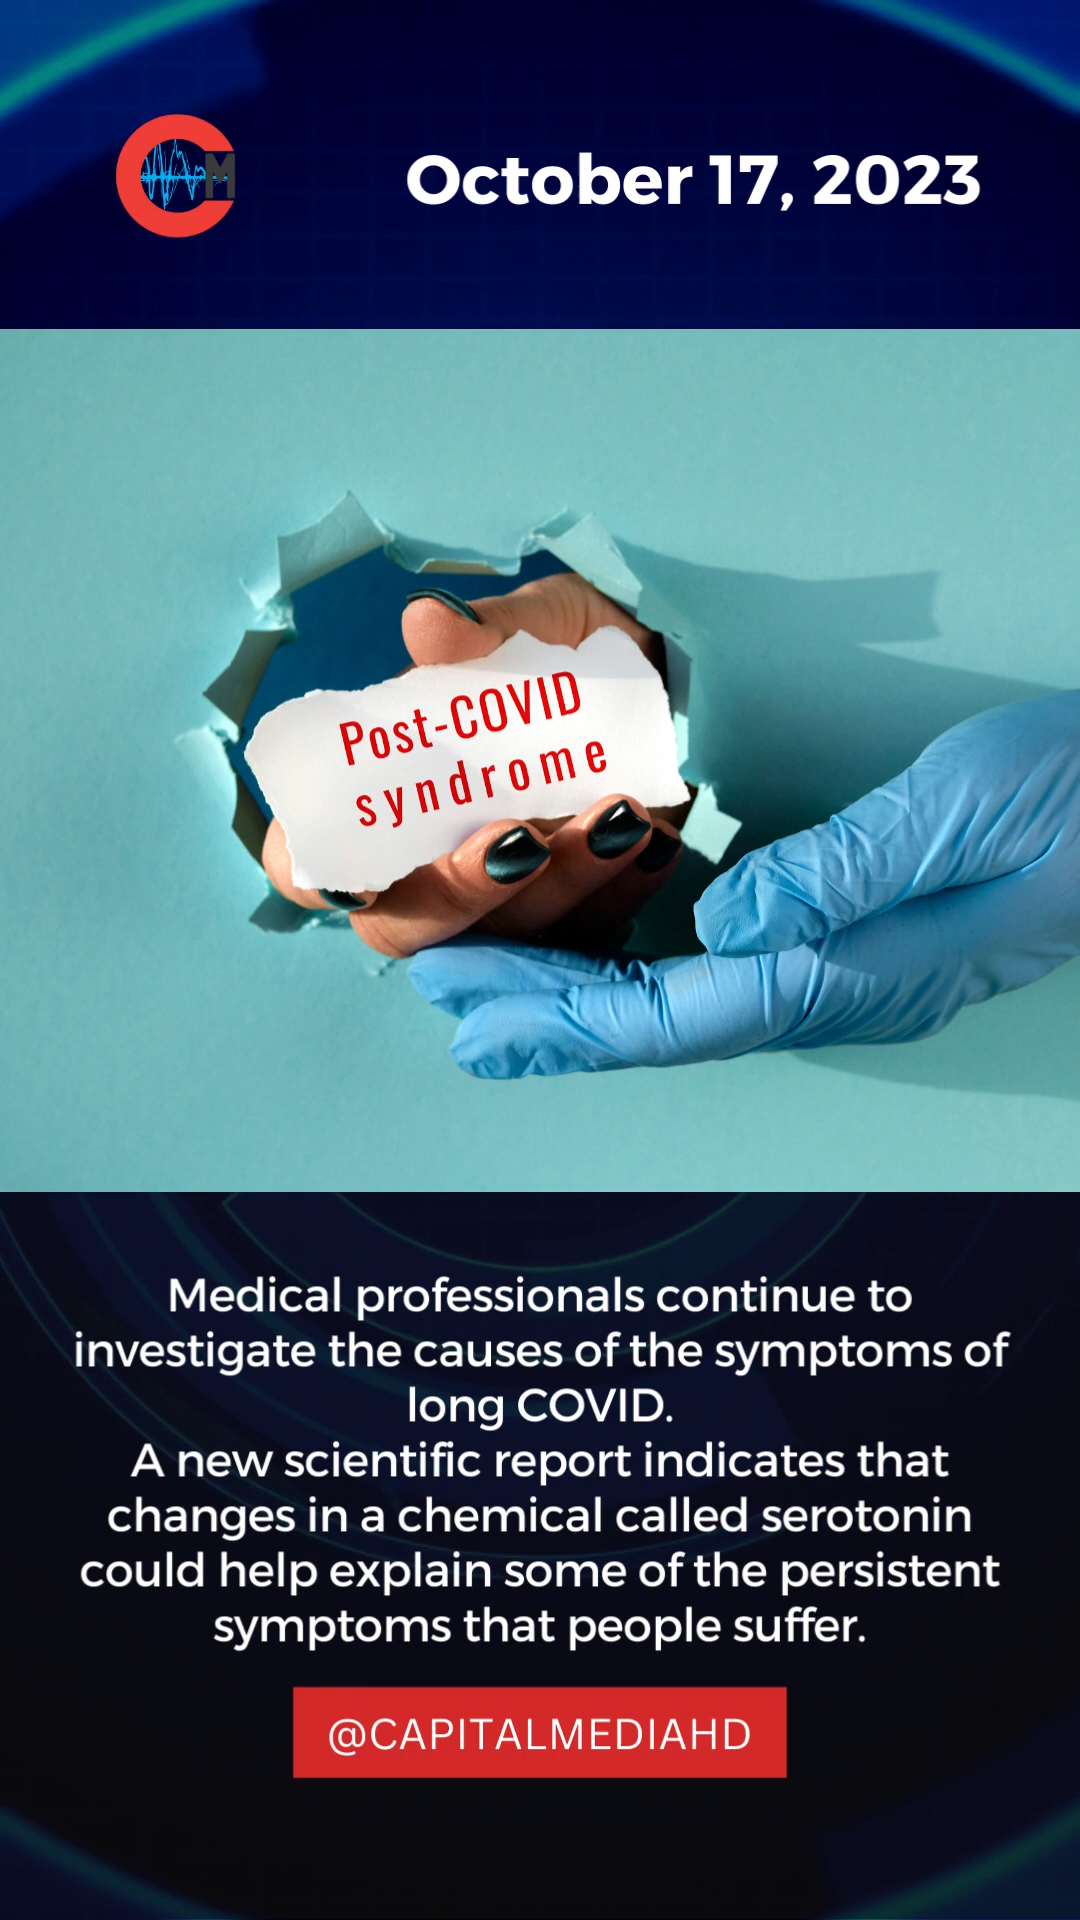 M
October 17, 2023
Post-COVID
syndrome
Medical professionals continue to
investigate the causes of the symptoms of
long COVID.
A new scientific report indicates that
changes in a chemical called serotonin
could help explain some of the persistent
symptoms that people suffer.
@CAPITALMEDIAHD